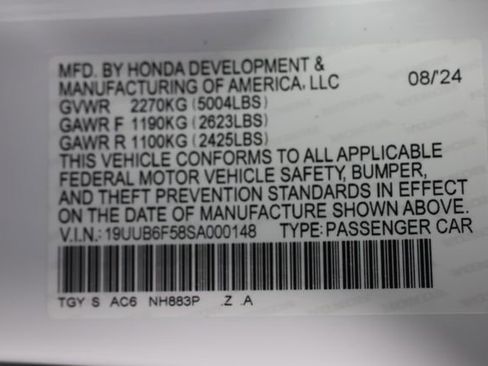 MFD. BY HONDA DEVELOPMENT &
MANUFACTURING OF AMERICA, LLC 08/'24
GVWR 2270KG (5004LBS)
GAWR F 1190KG (2623LBS)
GAWR R 1100KG (2425LBS)
THIS VEHICLE CONFORMS TO ALL APPLICABLE
FEDERAL MOTOR VEHICLE SAFETY, BUMPER,
AND THEFT PREVENTION STANDARDS IN EFFECT
ON THE DATE OF MANUFACTURE SHOWN ABOVE.
V.I.N.: 19UUB6F58SA000148 TYPE: PASSENGER CAR
TGY S AC6 NH883P .Z .A